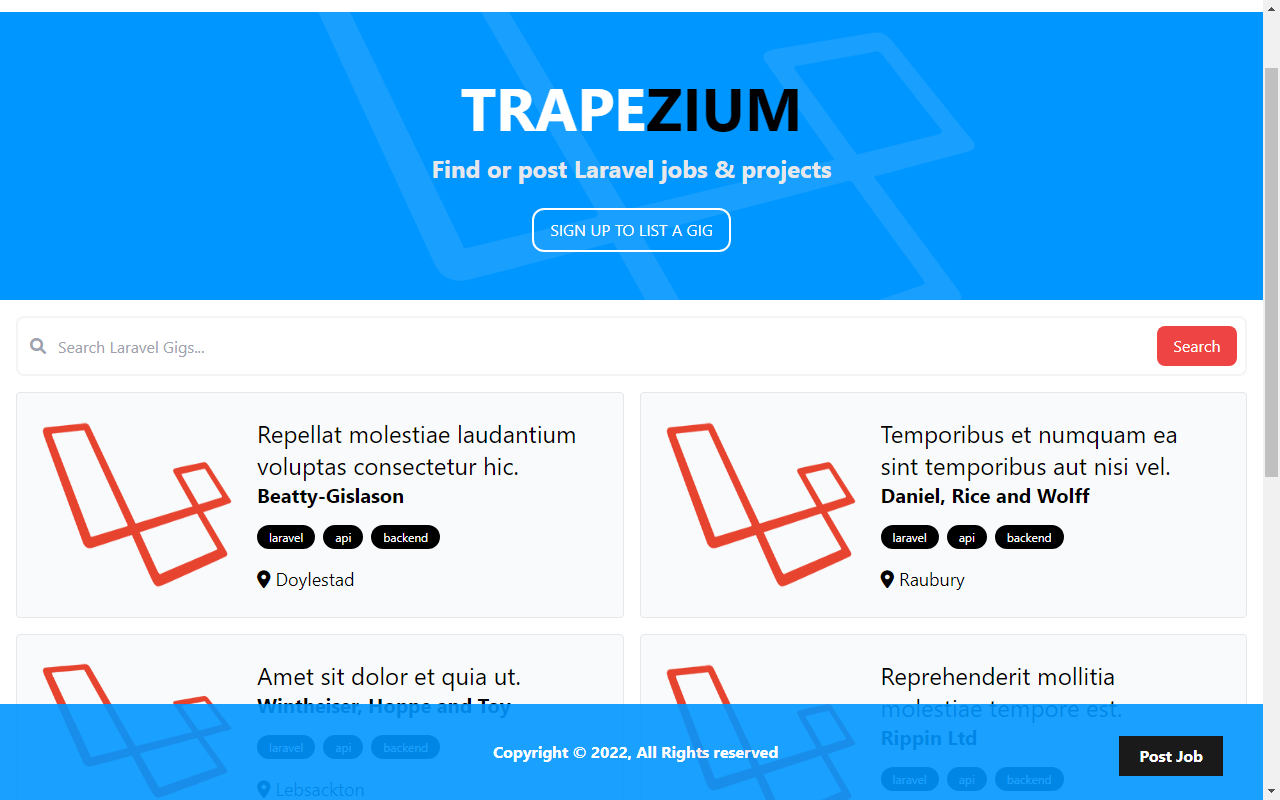 TRAPEZIUM
Find or post Laravel jobs & projects
SIGN UP TO LIST A GIG
Search Laravel Gigs...
Search
Repellat molestiae laudantium
voluptas consectetur hic.
Beatty-Gislason
laravel api backend
Doylestad
Temporibus et numquam ea
sint temporibus aut nisi vel.
Daniel, Rice and Wolff
laravel api backend
Raubury
Amet sit dolor et quia ut.
Wintheiser, Hoppe and Toy
laravel api backend
Lebsackton
Reprehenderit mollitia
molestiae tempore est.
Rippin Ltd
laravel api backend
Copyright © 2022, All Rights reserved
Post Job